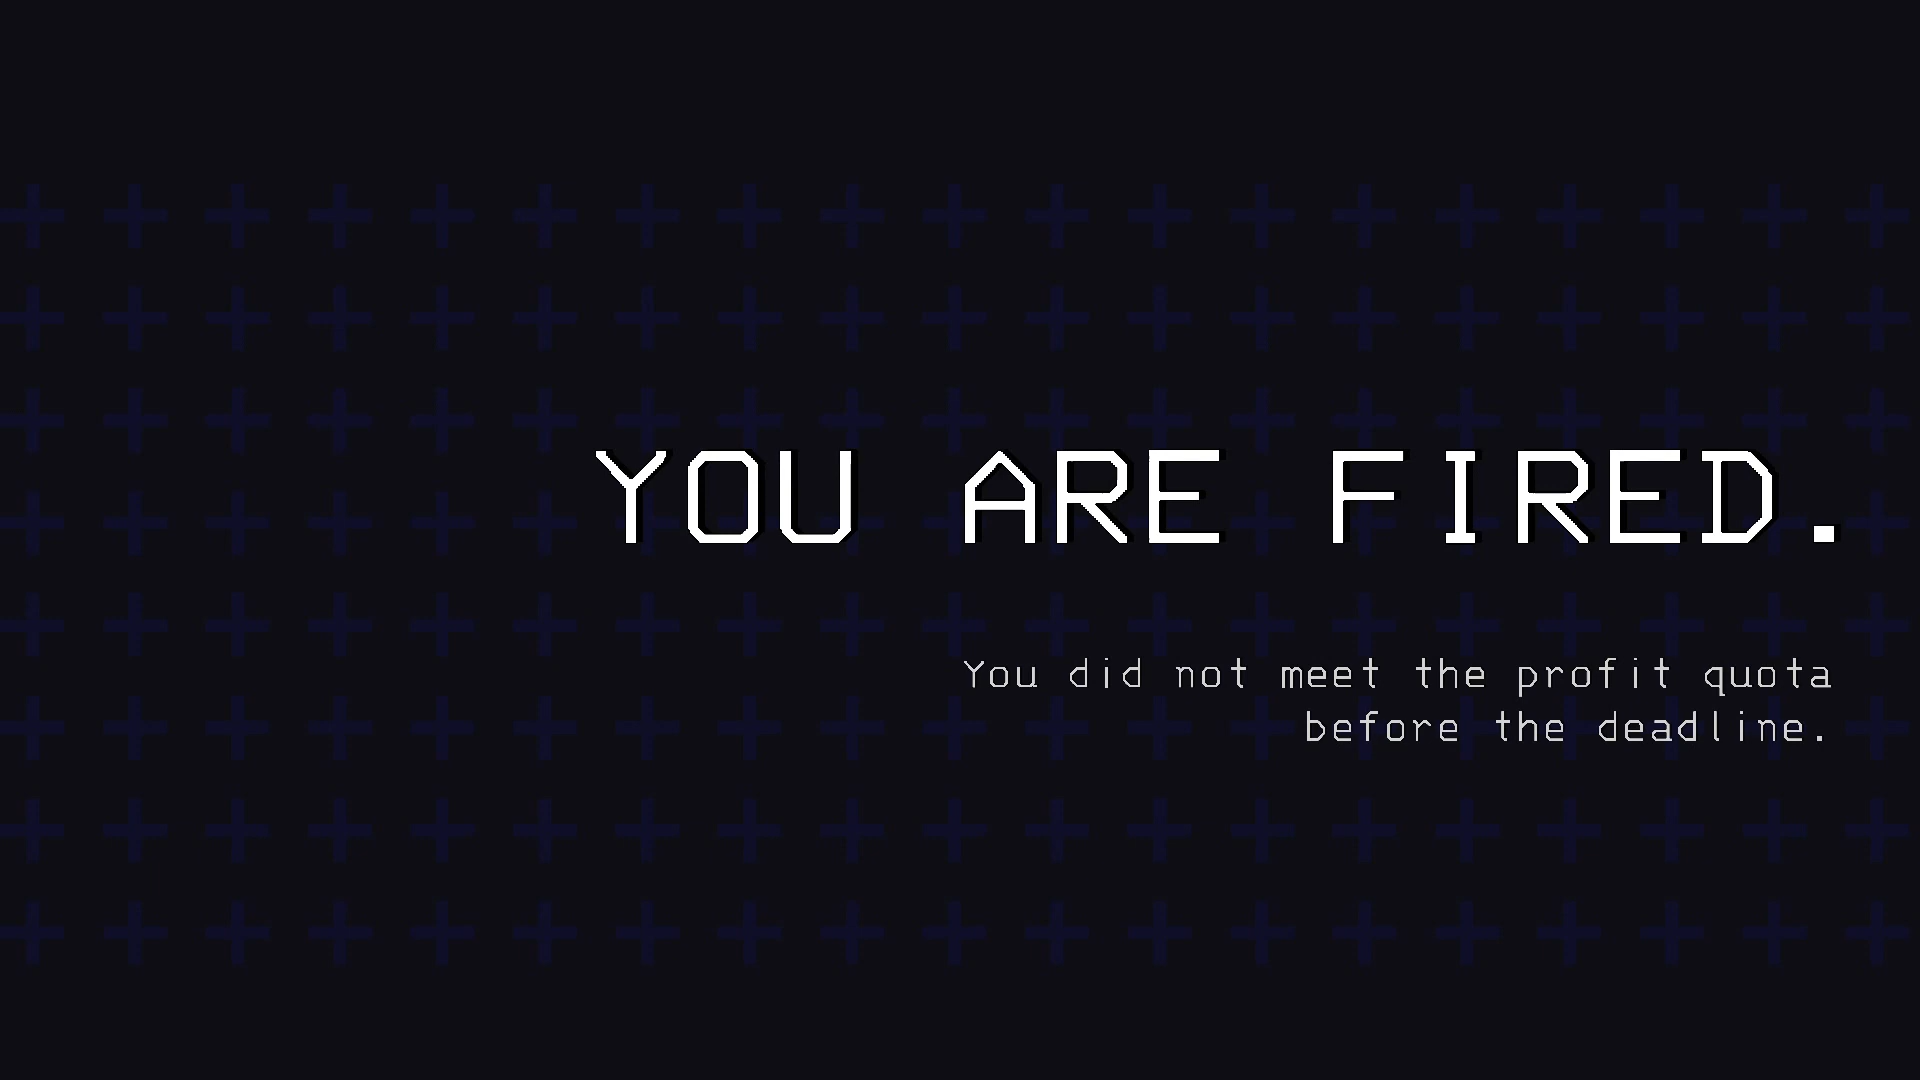 YOU ARE FIRED.
You did not meet the profit quota
before the deadline.